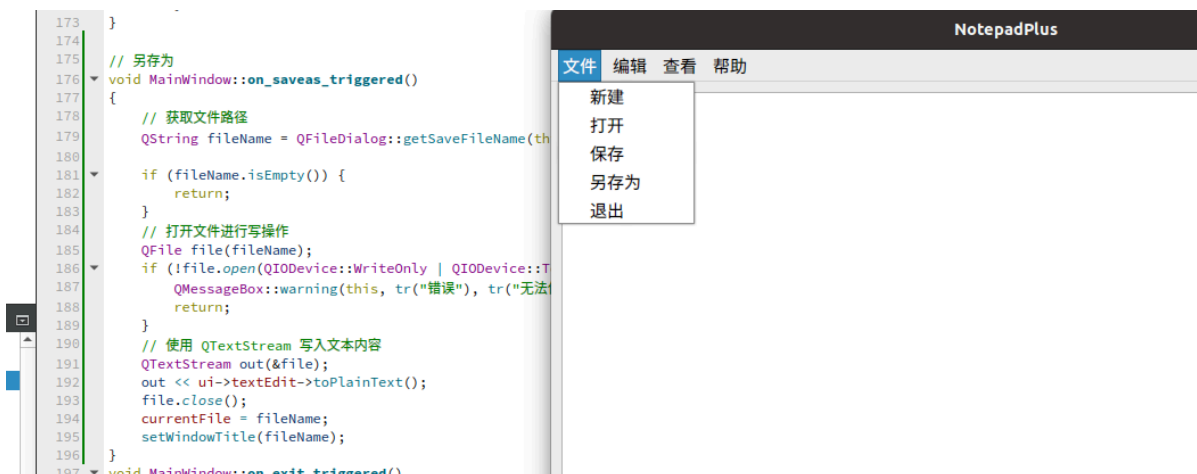 173 }
174
175 // 另存为
176 void MainWindow::on_saveas_triggered()
177 {
178 // 获取文件路径
179 QString fileName = QFileDialog::getSaveFileName(th
180
181 if (fileName.isEmpty()) {
182 return;
183 }
184 // 打开文件进行写操作
185 QFile file(fileName);
186 if (!file.open(QIODevice::WriteOnly | QIODevice::T
187 QMessageBox::warning(this, tr("错误"), tr("无法
188 return;
189 }
190 // 使用 QTextStream 写入文本内容
191 QTextStream out(&file);
192 out << ui->textEdit->toPlainText();
193 file.close();
194 currentFile = fileName;
195 setWindowTitle(fileName);
196 }
197 void MainWindow::on_exit_triggered()
NotepadPlus
文件 编辑 查看 帮助
新建
打开
保存
另存为
退出